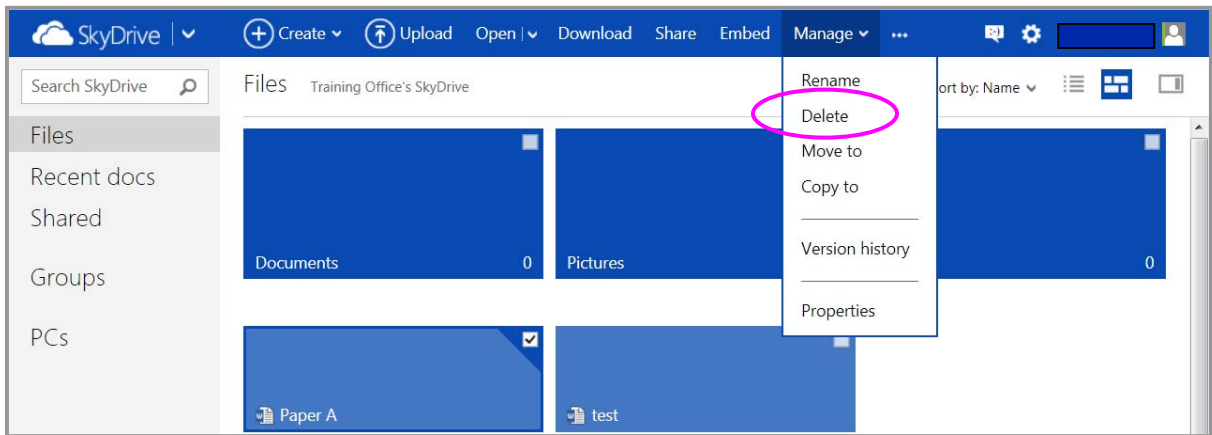 SkyDrive Create Upload Open Download Share Embed Manage ...
Search SkyDrive
Files Training Office's SkyDrive
ort by: Name
Rename
Delete
Move to
Copy to
Version history
Properties
Files
Recent docs
Shared
Groups
PCs
Documents 0
Pictures
0
Paper A
test